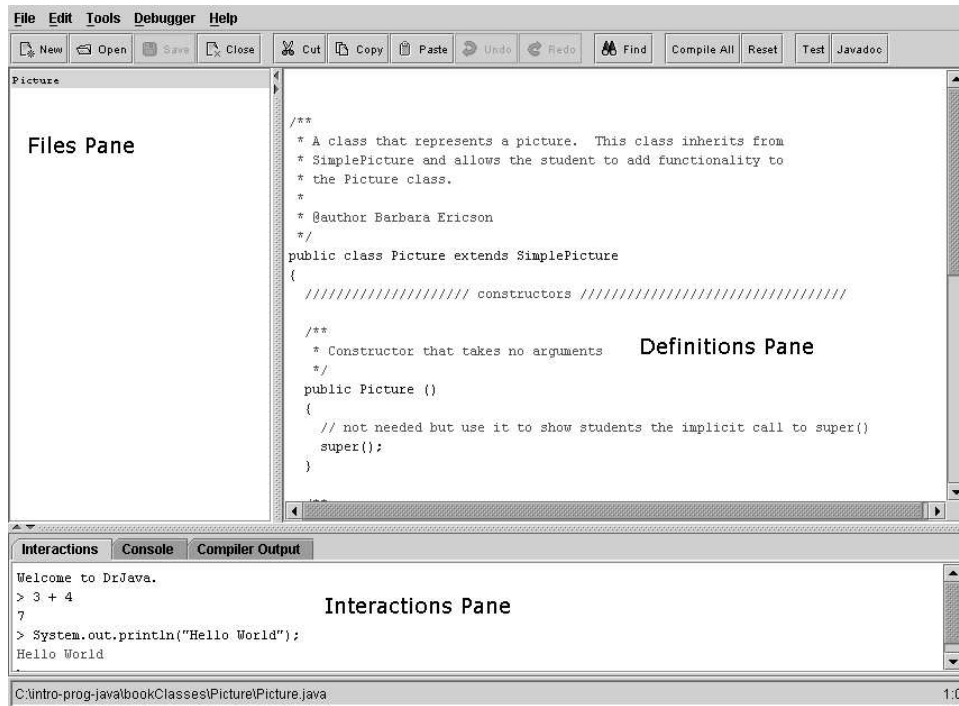 File Edit Tools Debugger Help
New Open Save Close Cut Copy Paste Undo Redo Find Compile All Reset Test Javadoc
Picture
Files Pane
/**
* A class that represents a picture. This class inherits from
* SimplePicture and allows the student to add functionality to
* the Picture class.
*
* @author Barbara Ericson
*/
public class Picture extends SimplePicture
{
///////////////////// constructors //////////////////////////////////
/**
* Constructor that takes no arguments
*/
Definitions Pane
public Picture ()
{
// not needed but use it to show students the implicit call to super()
super();
}
Interactions Console Compiler Output
Welcome to DrJava.
> 3 + 4
7
Interactions Pane
> System.out.println("Hello World");
Hello World
C:\intro-prog-java\bookClasses\Picture\Picture.java